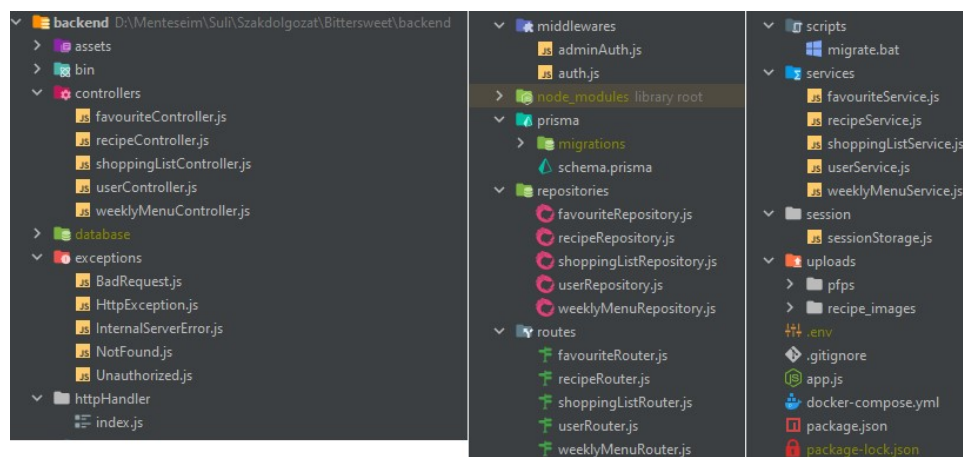 backend D:\Menteseim\Suli\Szakdolgozat\Bittersweet\backend
assets
bin
controllers
favouriteController.js
recipeController.js
shoppingListController.js
userController.js
weeklyMenuController.js
database
exceptions
BadRequest.js
HttpException.js
InternalServerError.js
NotFound.js
Unauthorized.js
httpHandler
index.js
middlewares
adminAuth.js
auth.js
node_modules library root
prisma
migrations
schema.prisma
repositories
favouriteRepository.js
recipeRepository.js
shoppingListRepository.js
userRepository.js
weeklyMenuRepository.js
routes
favouriteRouter.js
recipeRouter.js
shoppingListRouter.js
userRouter.js
weeklyMenuRouter.js
scripts
migrate.bat
services
favouriteService.js
recipeService.js
shoppingListService.js
userService.js
weeklyMenuService.js
session
sessionStorage.js
uploads
pfps
recipe_images
.env
.gitignore
app.js
docker-compose.yml
package.json
package-lock.json